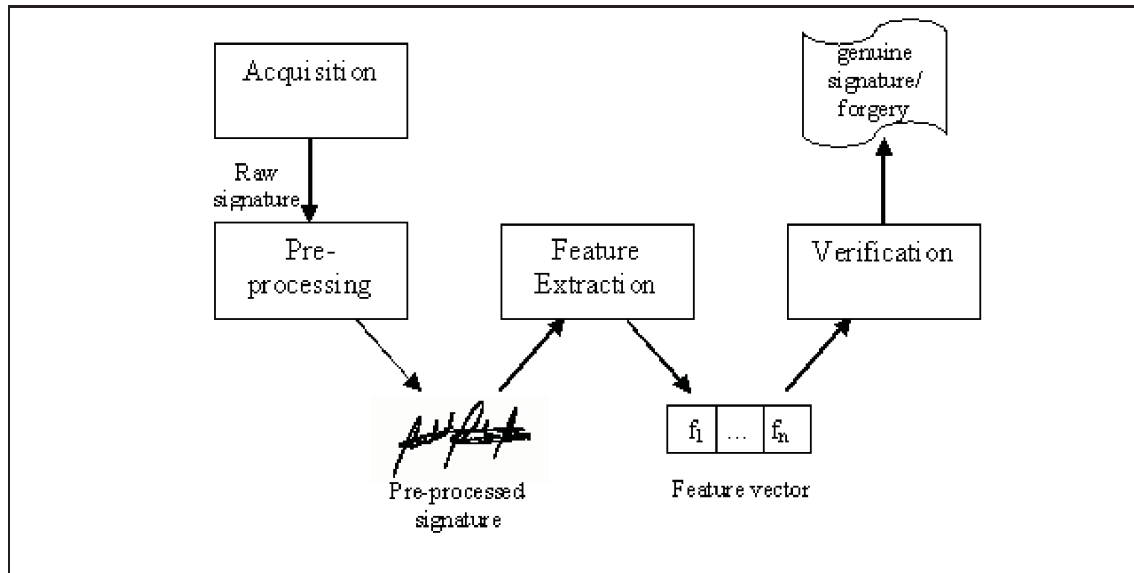 Acquisition
Raw
signature
Pre-
processing
Pre-processed
signature
Feature
Extraction
f₁ ... fₙ
Feature vector
Verification
genuine
signature/
forgery